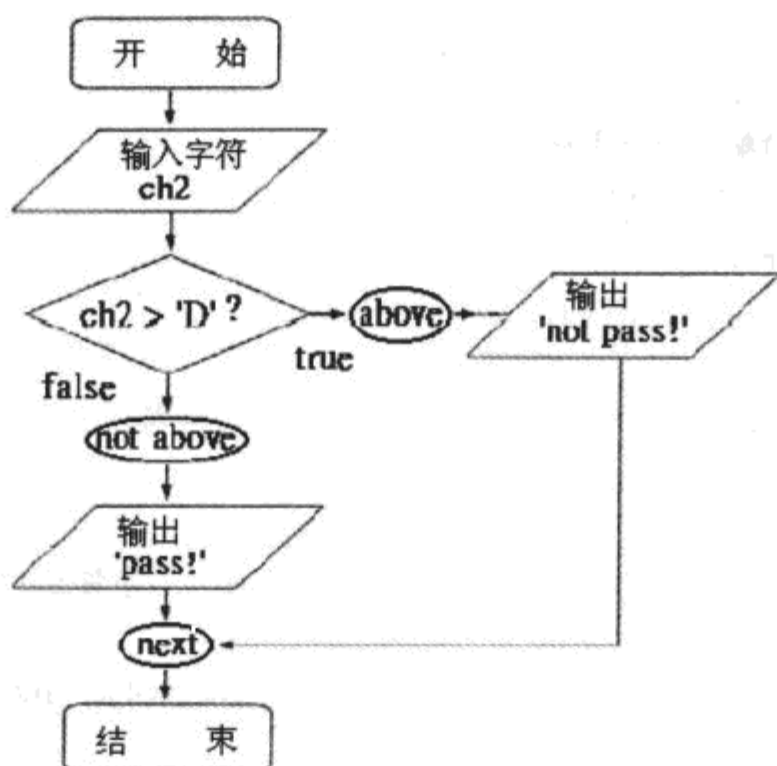 开 始
输入字符
ch2
ch2 > 'D' ?
above
输出
'not pass!'
true
false
not above
输出
'pass!'
next
结 束